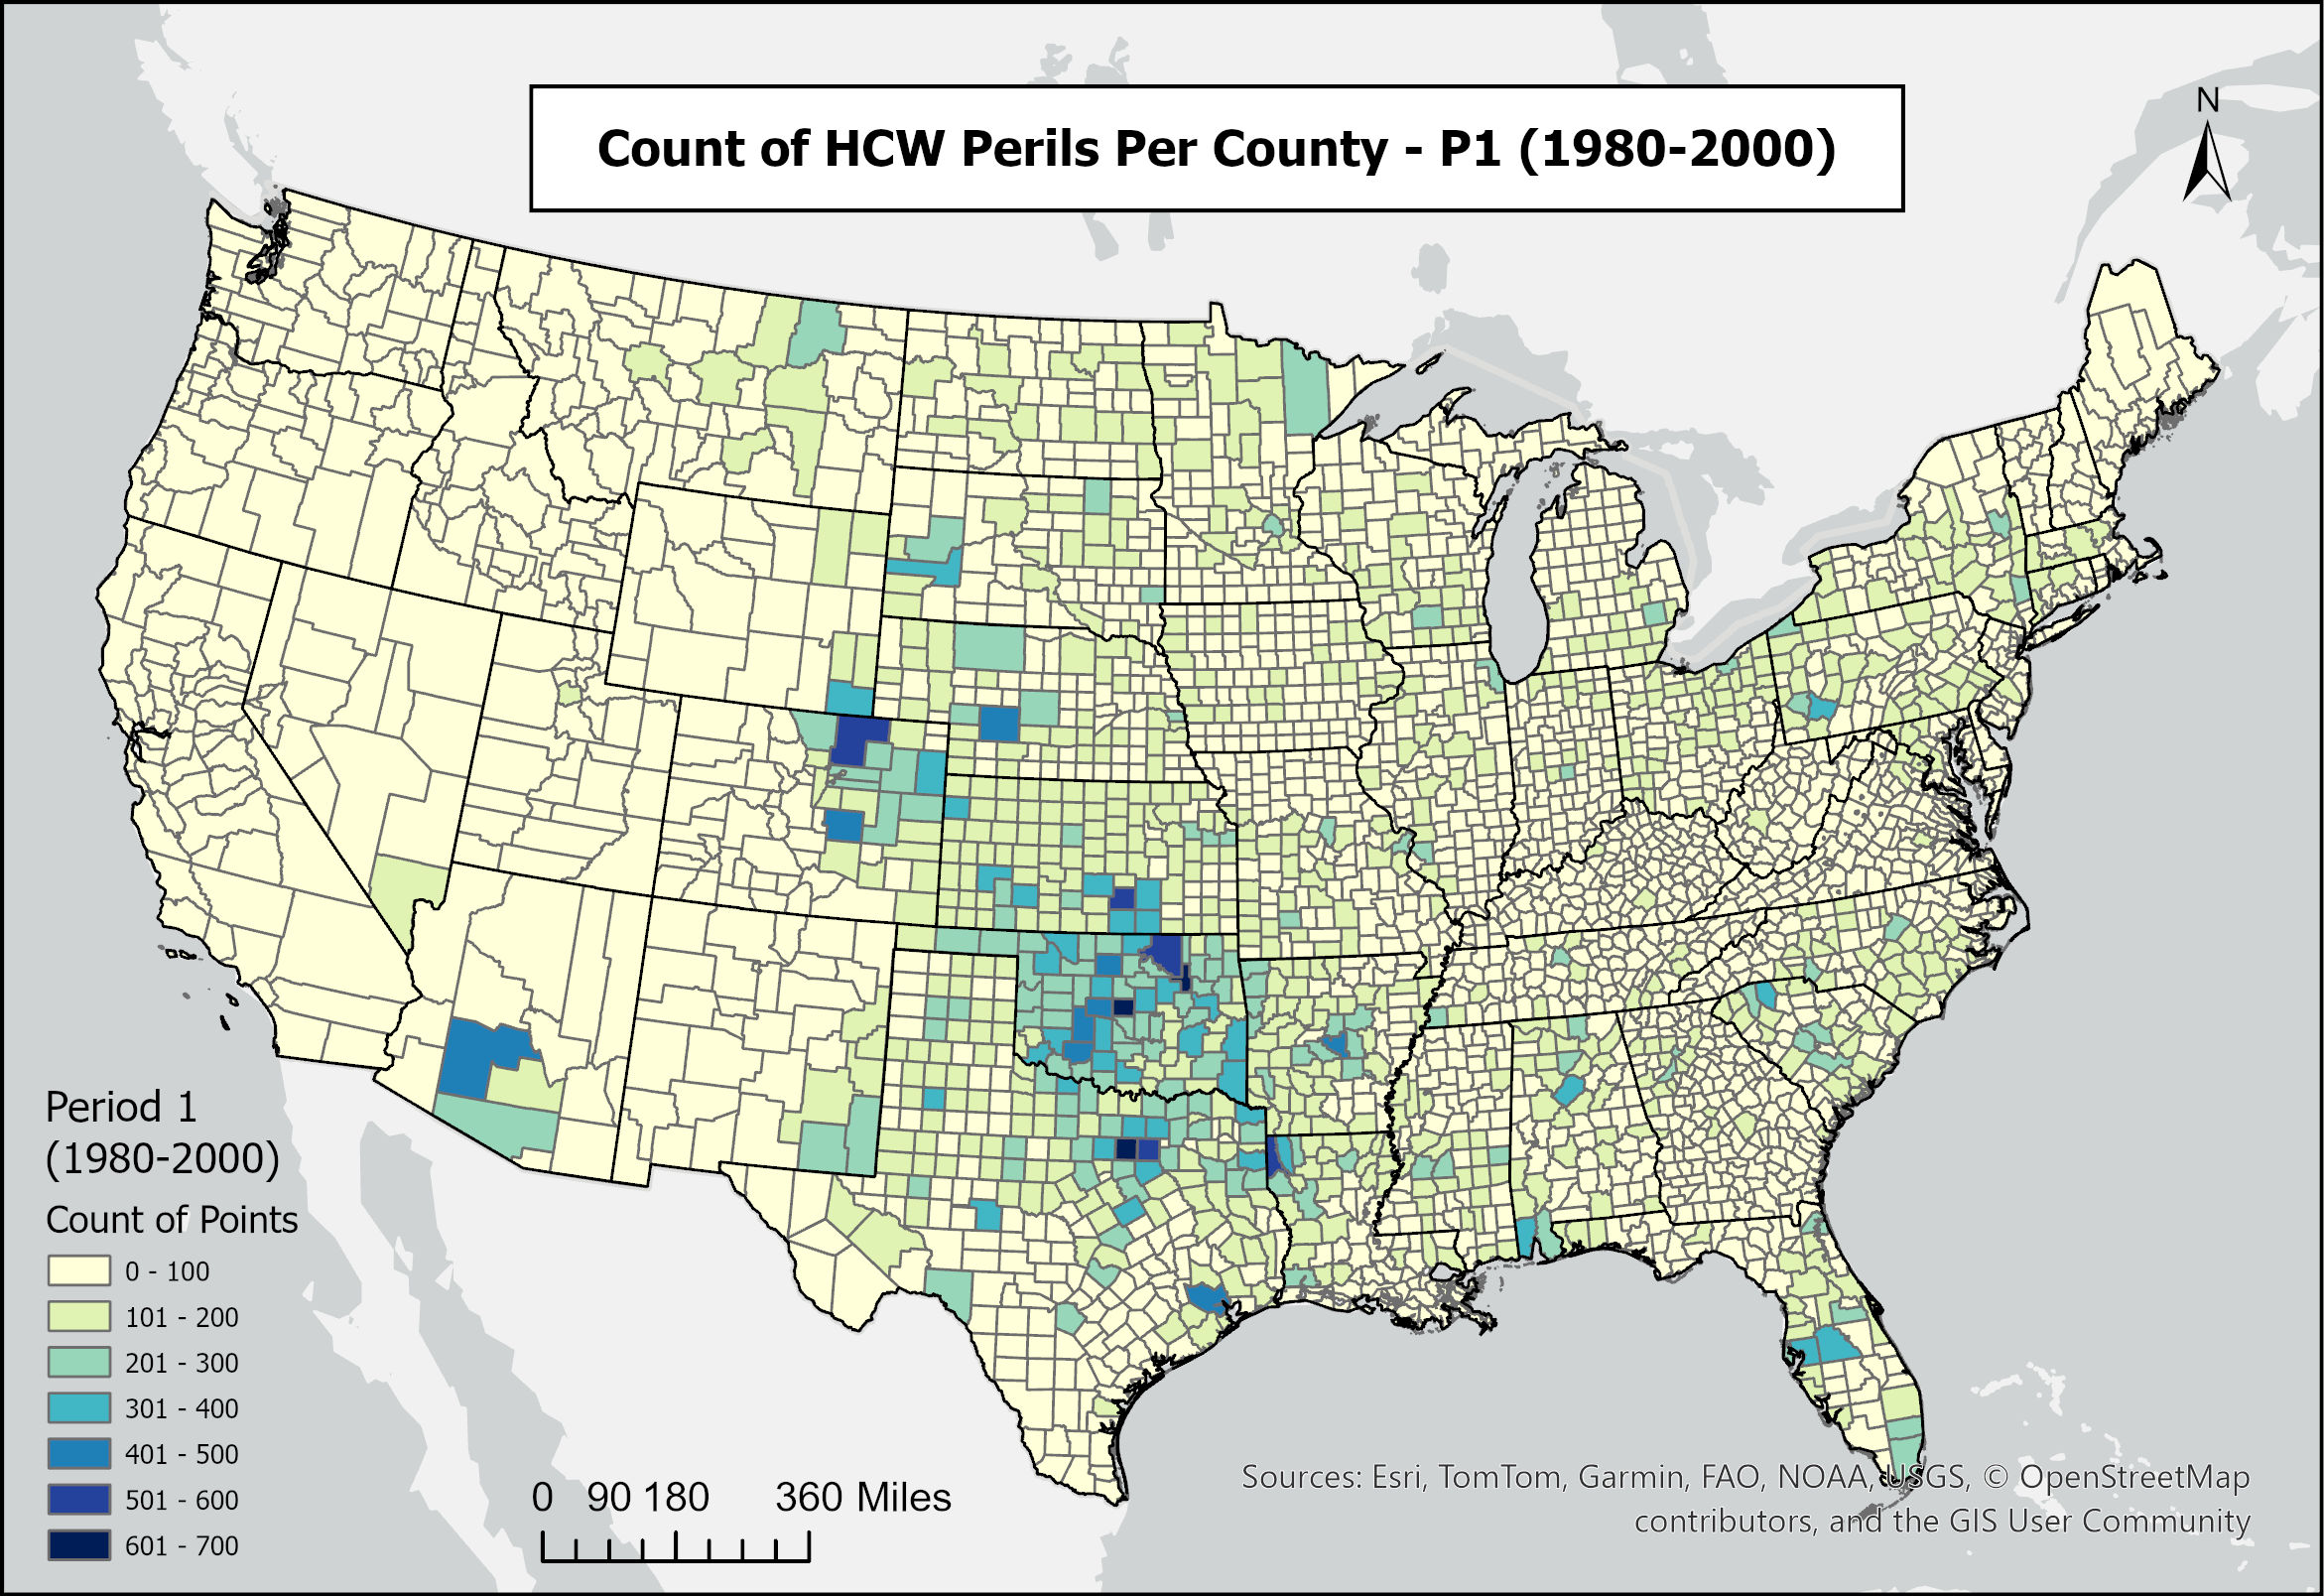 Count of HCW Perils Per County - P1 (1980-2000)
N
Period 1
(1980-2000)
Count of Points
0 - 100
101 - 200
201 - 300
301 - 400
401 - 500
501 - 600
601 - 700
0 90 180 360 Miles
Sources: Esri, TomTom, Garmin, FAO, NOAA, USGS, © OpenStreetMap
contributors, and the GIS User Community